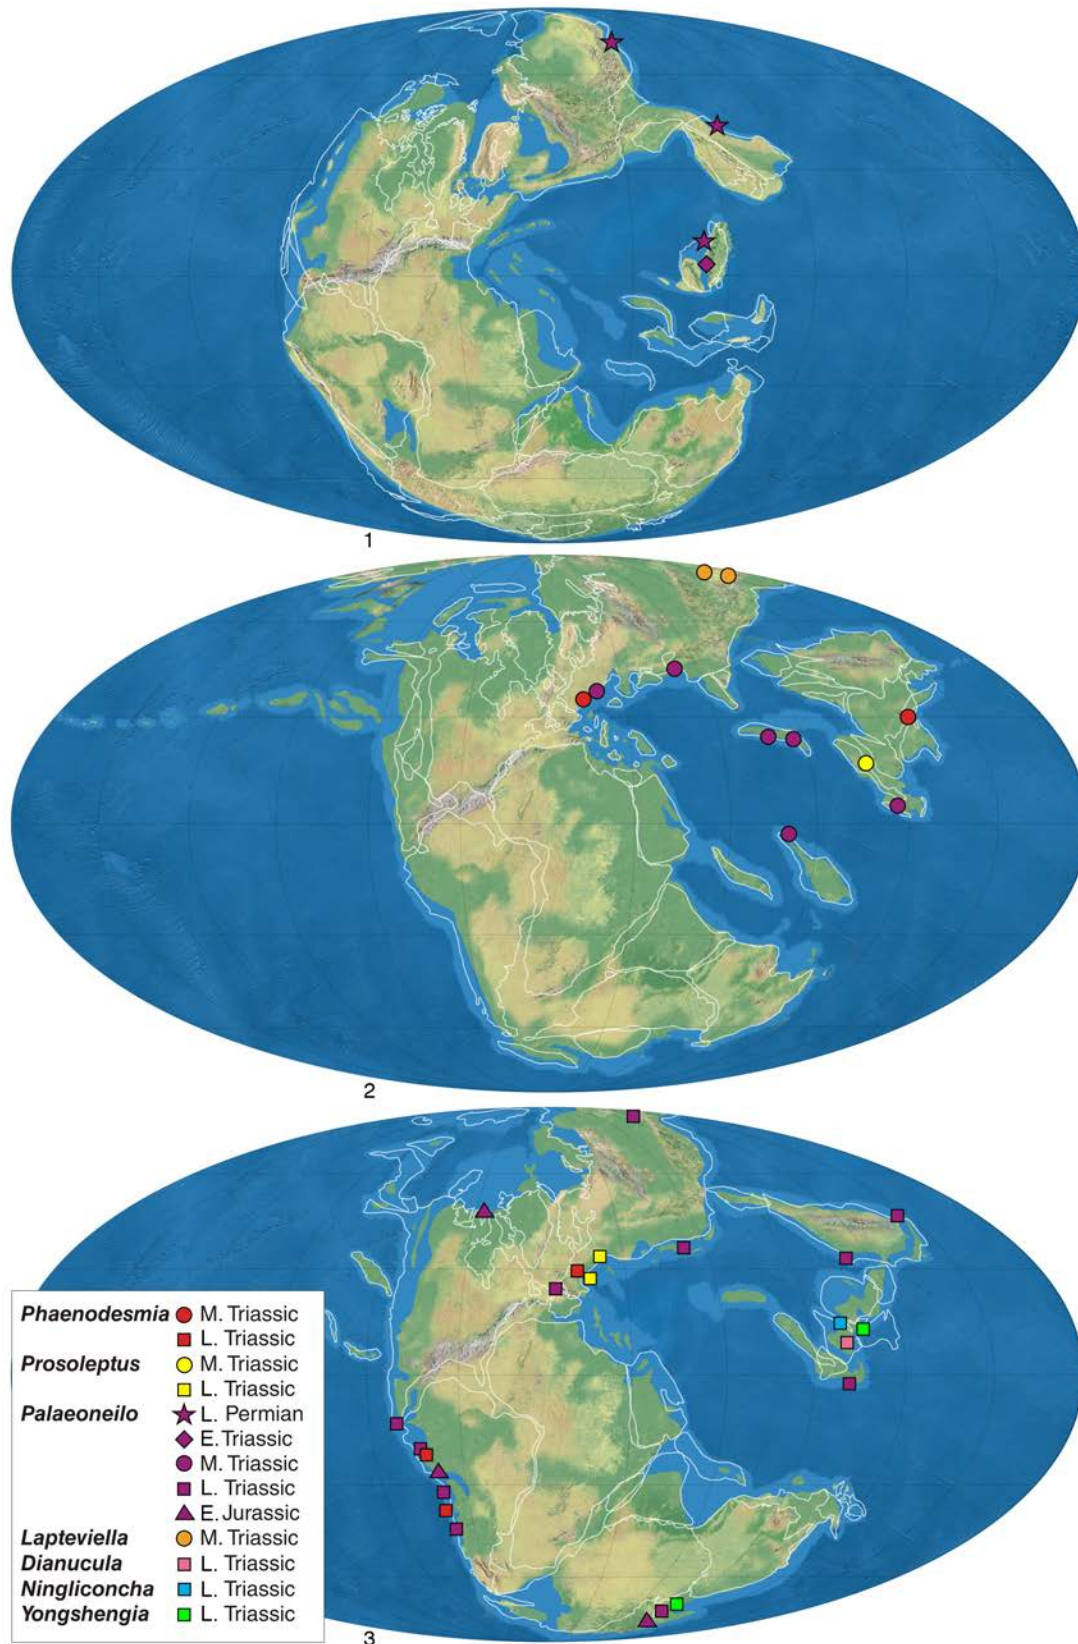 1
2
Phaenodesmia M. Triassic
L. Triassic
Prosoleptus M. Triassic
L. Triassic
Palaeoneilo L. Permian
E. Triassic
M. Triassic
L. Triassic
E. Jurassic
Lapteviella M. Triassic
Dianucula L. Triassic
Ningliconcha L. Triassic
Yongshengia L. Triassic
3